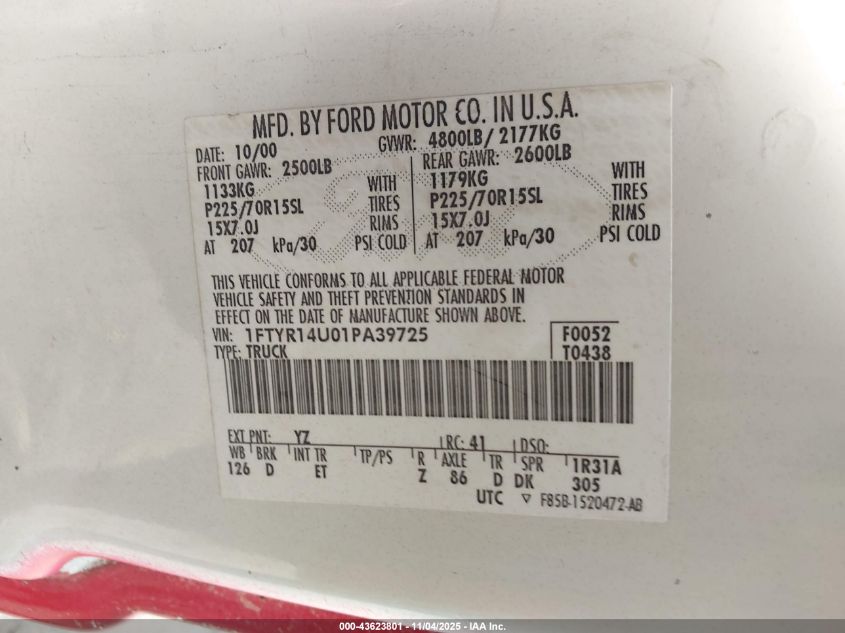 MFD. BY FORD MOTOR CO. IN U.S.A.
DATE: 10/00 GVWR: 4800LB/ 2177KG
FRONT GAWR: 2500LB REAR GAWR: 2600LB
1133KG WITH 1179KG WITH
P225/70R15SL TIRES P225/70R15SL TIRES
15X7.0J RIMS 15X7.0J RIMS
AT 207 kPa/30 PSI COLD AT 207 kPa/30 PSI COLD
THIS VEHICLE CONFORMS TO ALL APPLICABLE FEDERAL MOTOR
VEHICLE SAFETY AND THEFT PREVENTION STANDARDS IN
EFFECT ON THE DATE OF MANUFACTURE SHOWN ABOVE.
VIN: 1FTYR14U01PA39725 F0052
TYPE: TRUCK T0438
EXT PNT: YZ RC: 41 DSO:
WB BRK INT TR TP/PS R AXLE TR SPR 1R31A
126 D ET Z 86 D DK 305
UTC ▽ F85B-1520472-AB
000-43623801 - 11/04/2025 - IAA Inc.